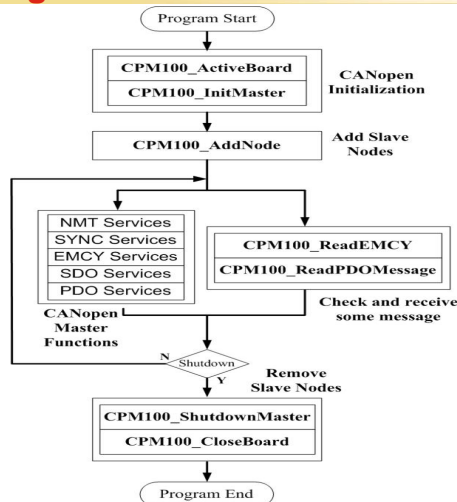 Program Start
CPM100_ActiveBoard
CPM100_InitMaster
CANopen
Initialization
CPM100_AddNode
Add Slave
Nodes
NMT Services
SYNC Services
EMCY Services
SDO Services
PDO Services
CANopen
Master
Functions
CPM100_ReadEMCY
CPM100_ReadPDOMessage
Check and receive
some message
N
Shutdown
Y
Remove
Slave Nodes
CPM100_ShutdownMaster
CPM100_CloseBoard
Program End